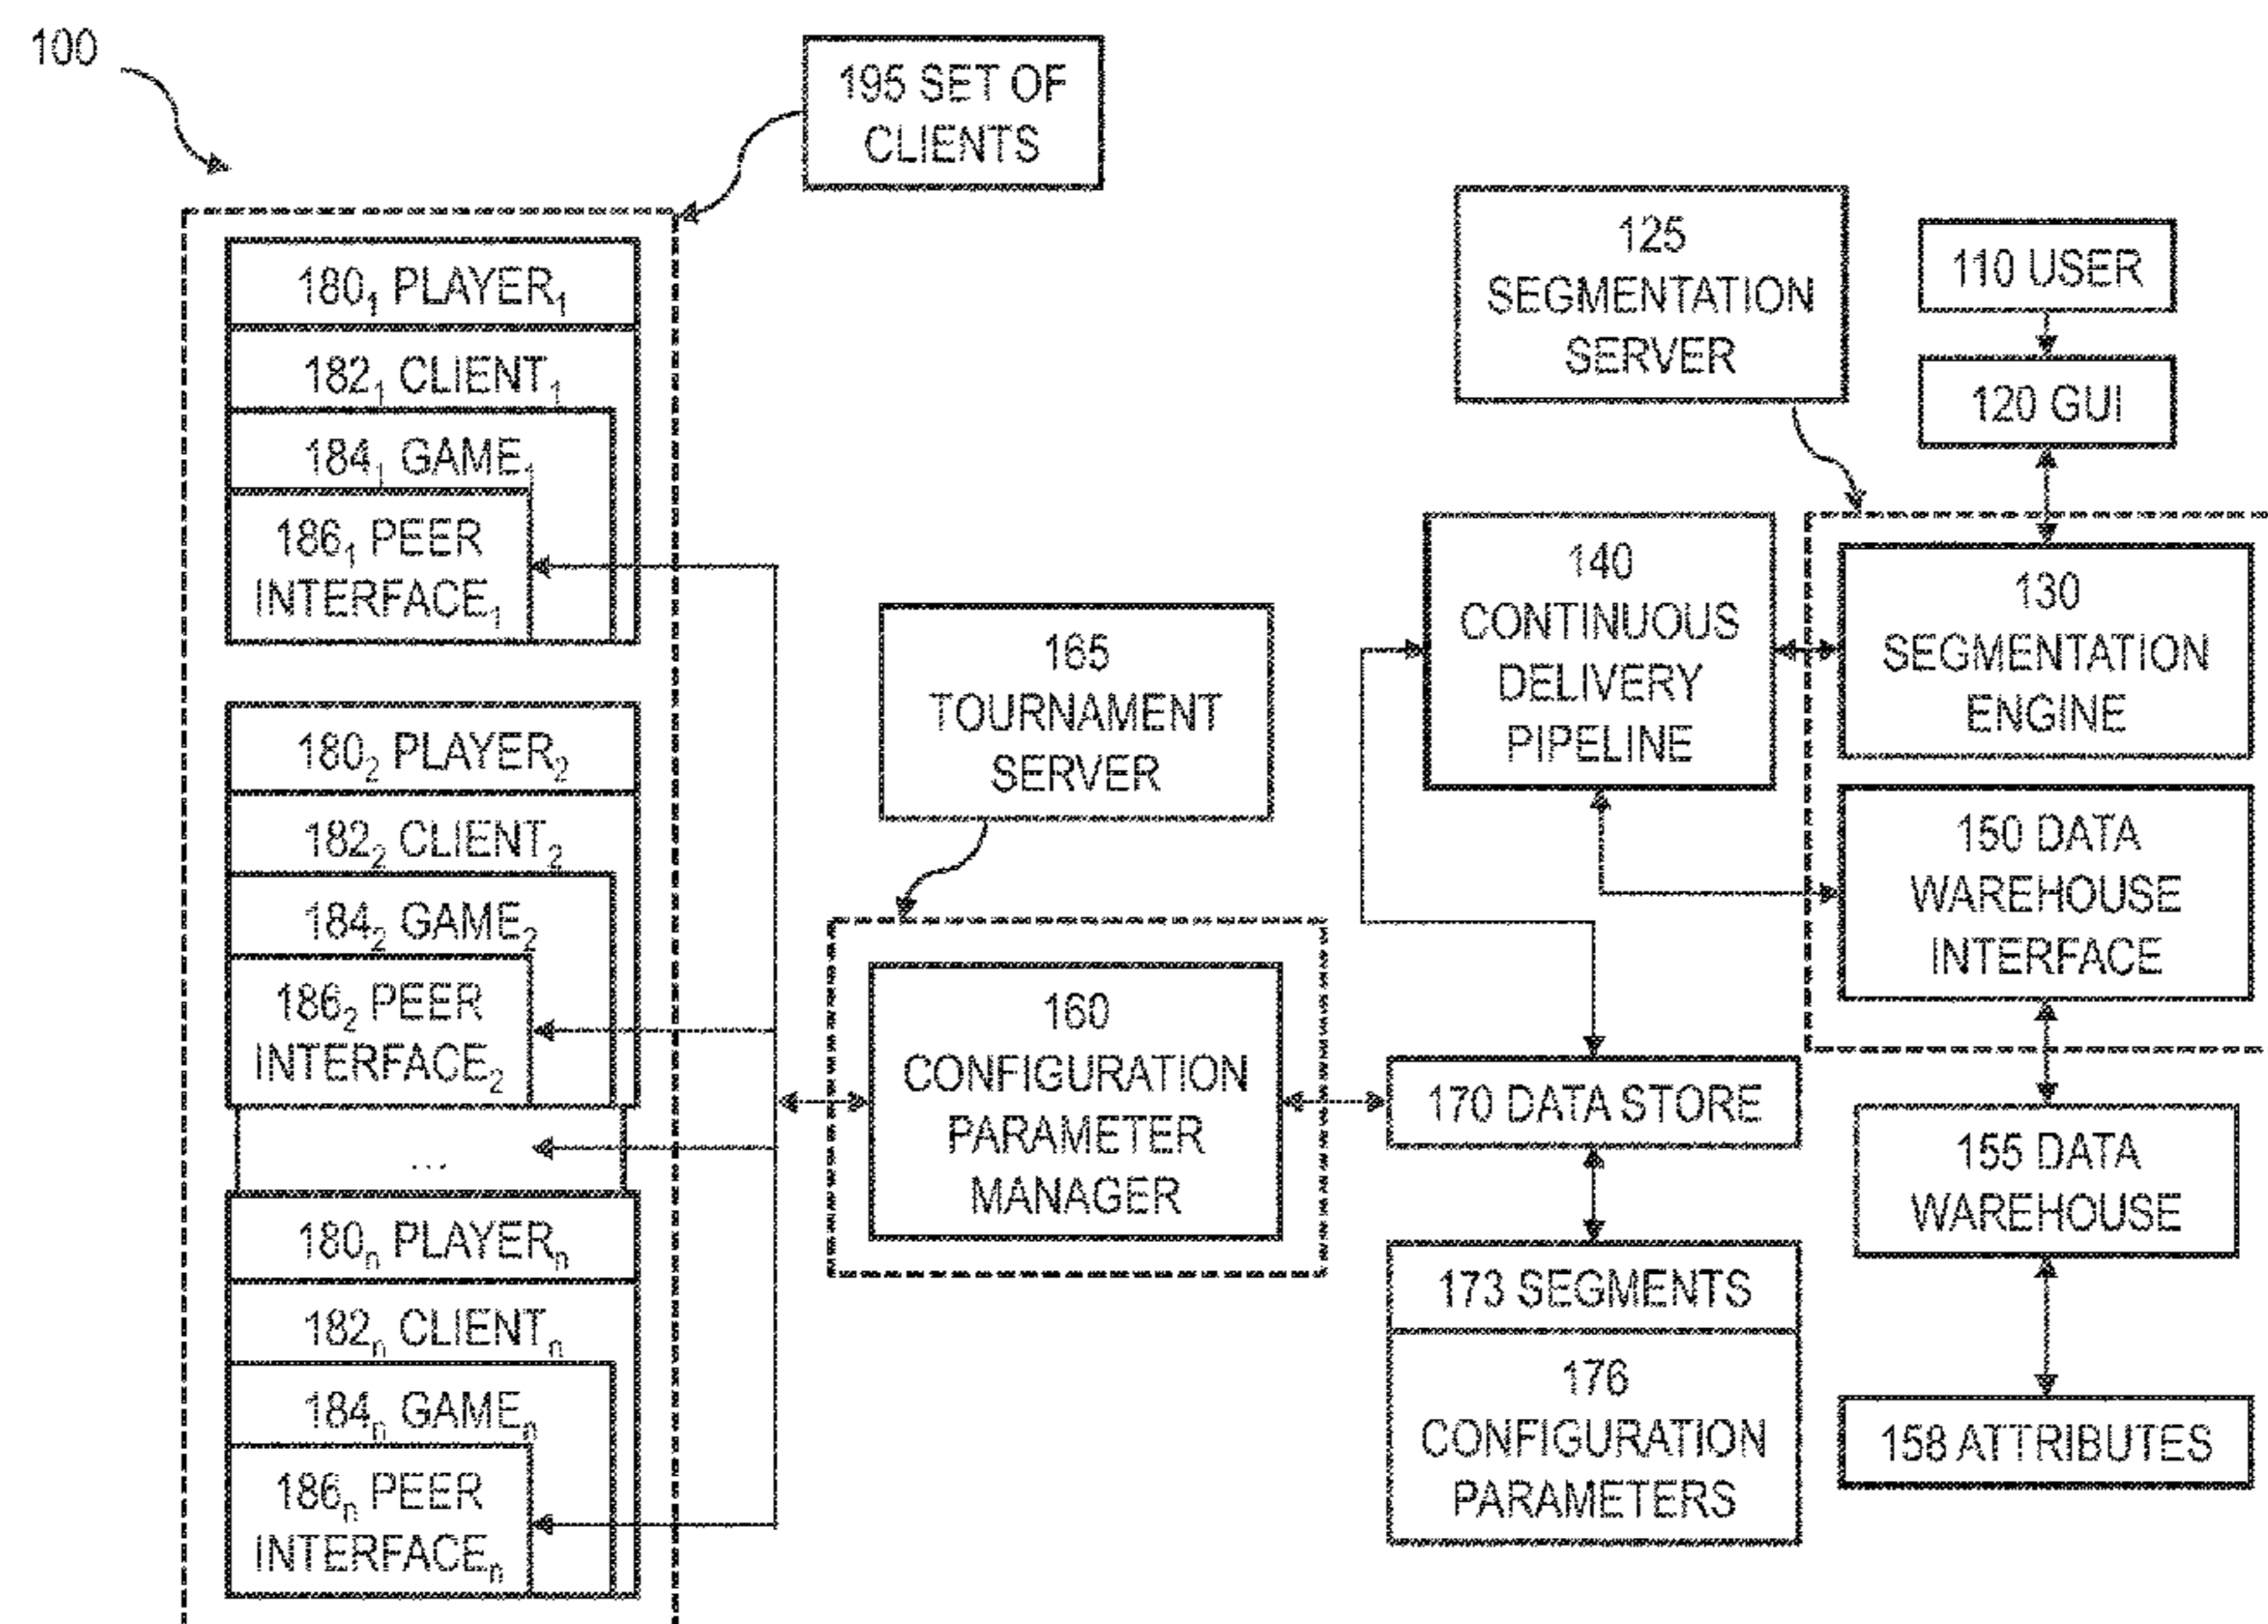 100
195 SET OF
CLIENTS
180₁ PLAYER₁
182₁ CLIENT₁
184₁ GAME₁
186₁ PEER
INTERFACE₁
180₂ PLAYER₂
182₂ CLIENT₂
184₂ GAME₂
186₂ PEER
INTERFACE₂
...
180ₙ PLAYERₙ
182ₙ CLIENTₙ
184ₙ GAMEₙ
186ₙ PEER
INTERFACEₙ
165
TOURNAMENT
SERVER
160
CONFIGURATION
PARAMETER
MANAGER
125
SEGMENTATION
SERVER
110 USER
120 GUI
140
CONTINUOUS
DELIVERY
PIPELINE
130
SEGMENTATION
ENGINE
150 DATA
WAREHOUSE
INTERFACE
170 DATA STORE
155 DATA
WAREHOUSE
173 SEGMENTS
176
CONFIGURATION
PARAMETERS
158 ATTRIBUTES